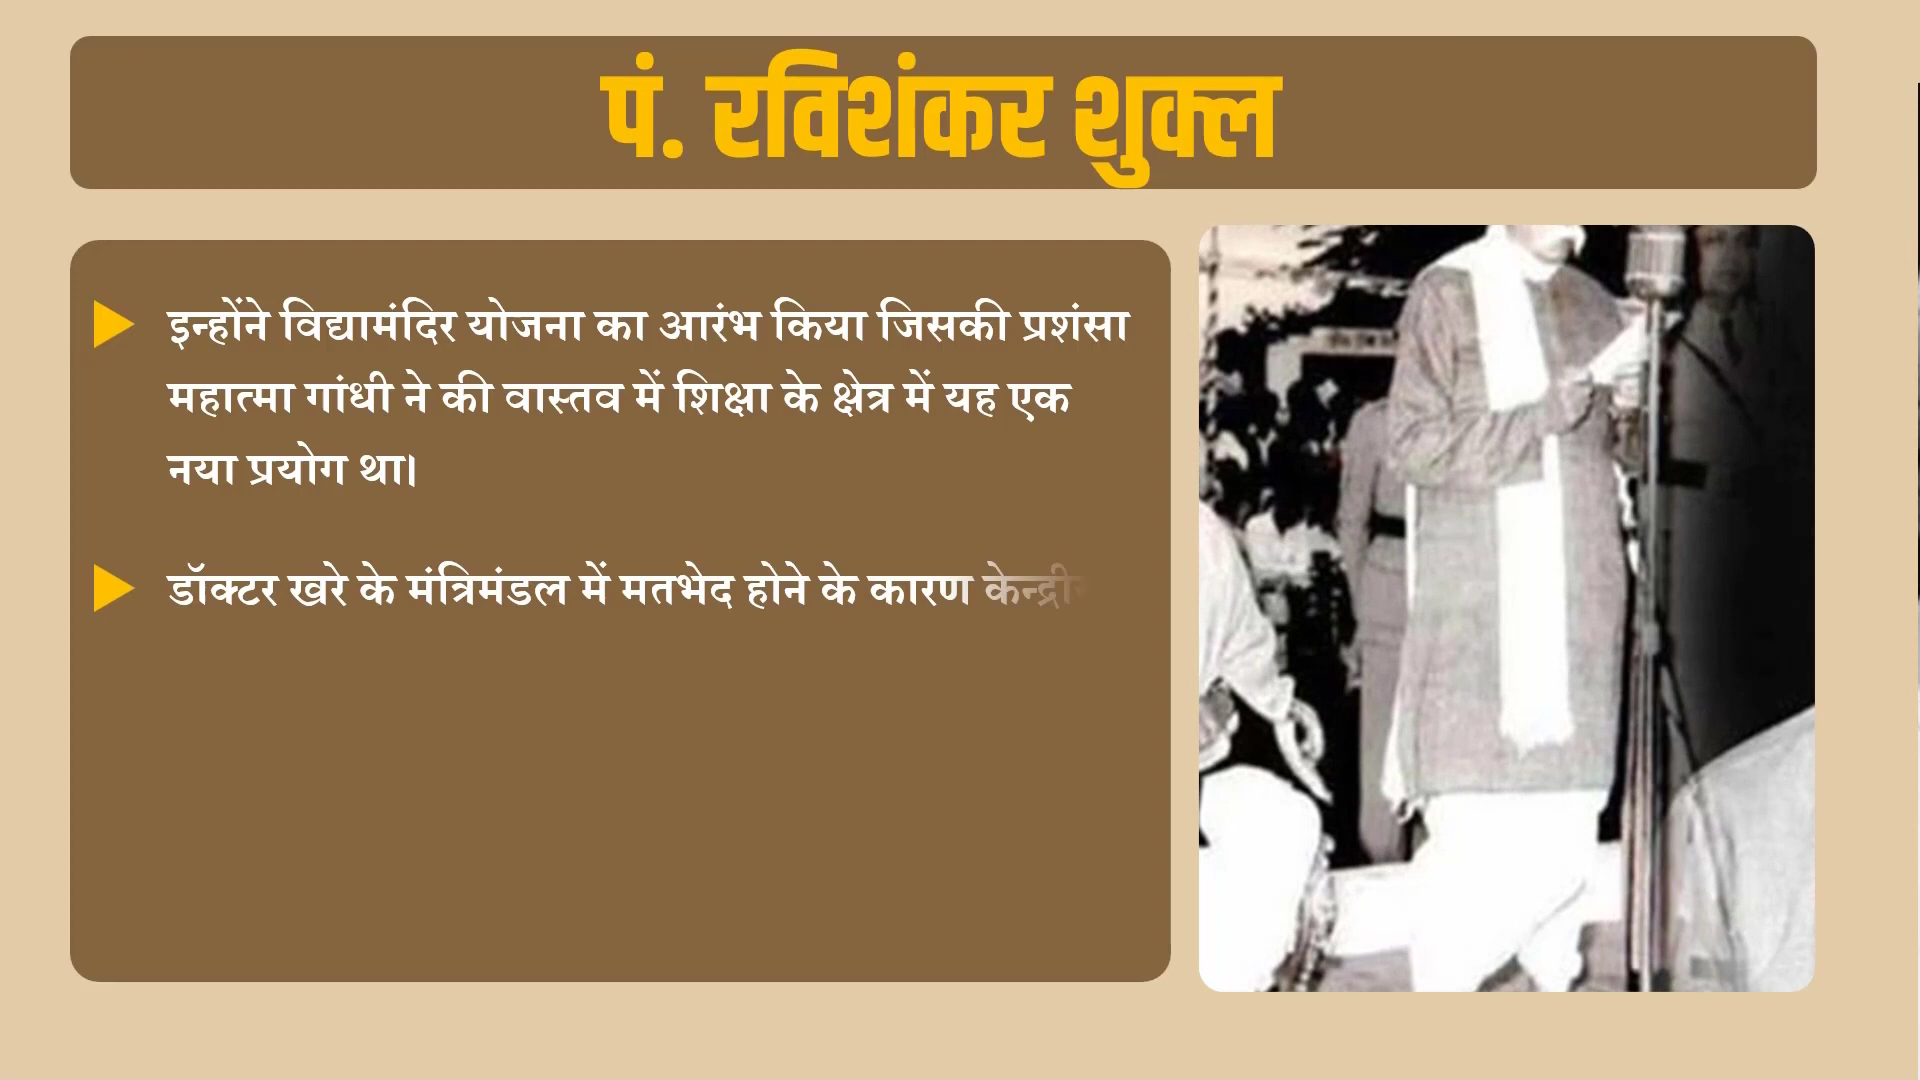 पं. रविशंकर शुक्ल
इन्होंने विद्यामंदिर योजना का आरंभ किया जिसकी प्रशंसा
महात्मा गांधी ने की वास्तव में शिक्षा के क्षेत्र में यह एक
नया प्रयोग था।
डॉक्टर खरे के मंत्रिमंडल में मतभेद होने के कारण